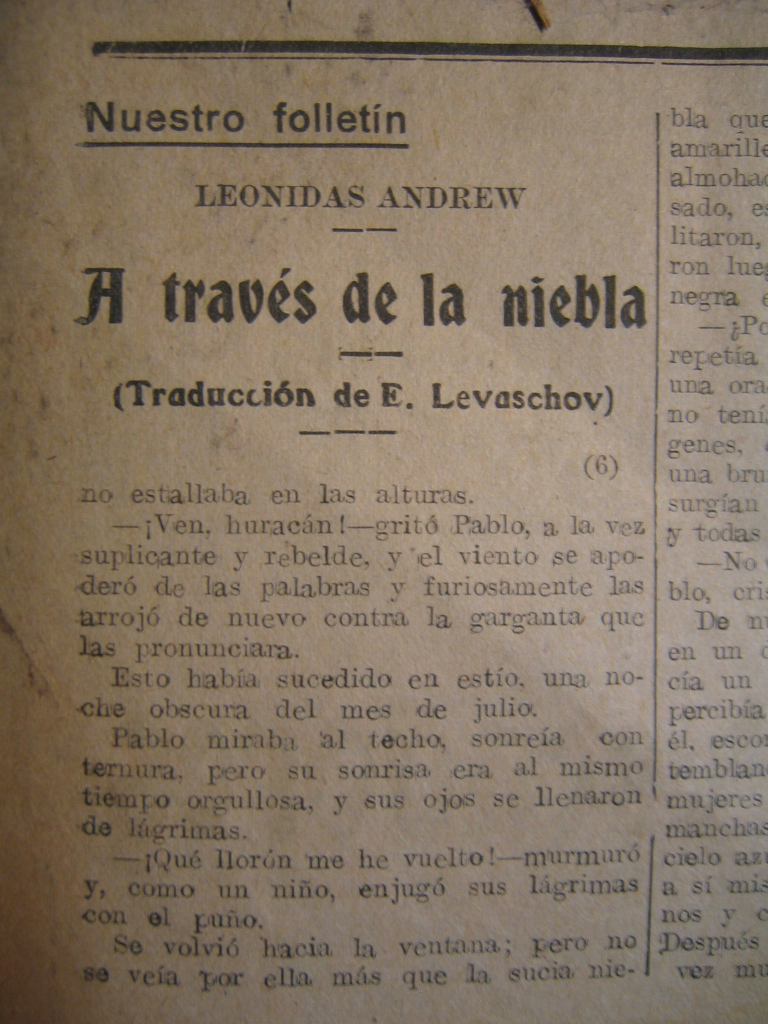 Nuestro folletín
LEONIDAS ANDREW
A través de la niebla
(Traducción de E. Levaschov)
(6)
no estallaba en las alturas.
—¡Ven, huracán!—gritó Pablo, a la vez
suplicante y rebelde, y el viento se apo-
deró de las palabras y furiosamente las
arrojó de nuevo contra la garganta que
las pronunciara.
Esto había sucedido en estío, una no-
che obscura del mes de julio.
Pablo miraba al techo, sonreía con
ternura, pero su sonrisa era al mismo
tiempo orgullosa, y sus ojos se llenaron
de lágrimas.
—¡Qué llorón me he vuelto!—murmuró
y, como un niño, enjugó sus lágrimas
con el puño.
Se volvió hacia la ventana; pero no
se veía por ella más que la sucia nie-
bla que
amarille
almohad
sado, es
litaron,
ron lueg
negra e
—¿Po
repetía
una ora
no tení
genes,
una bru
surgían
y todas
—No
blo, cris
De nu
en un d
cía un
percibía
él, escon
temblan
mujeres
manchas
cielo azu
a sí mis
nos y c
Después
vez mu